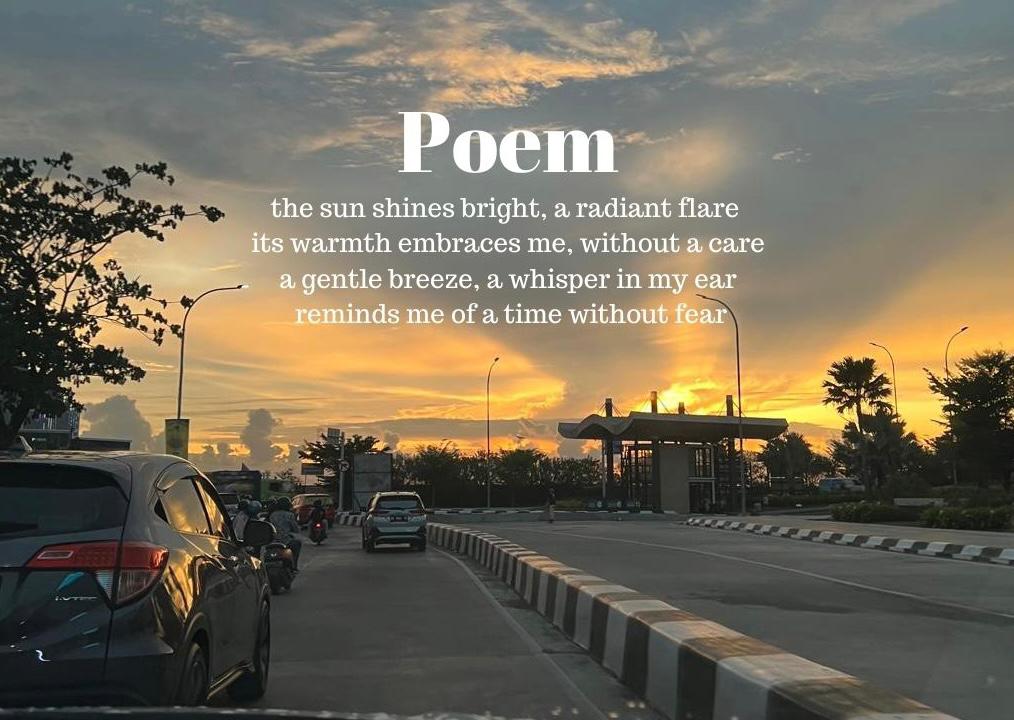 Poem
the sun shines bright, a radiant flare
its warmth embraces me, without a care
a gentle breeze, a whisper in my ear
reminds me of a time without fear
i-VTEC